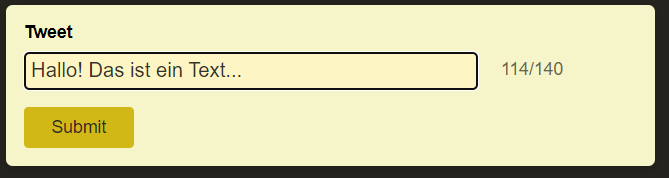 Tweet
Hallo! Das ist ein Text... 114/140
Submit